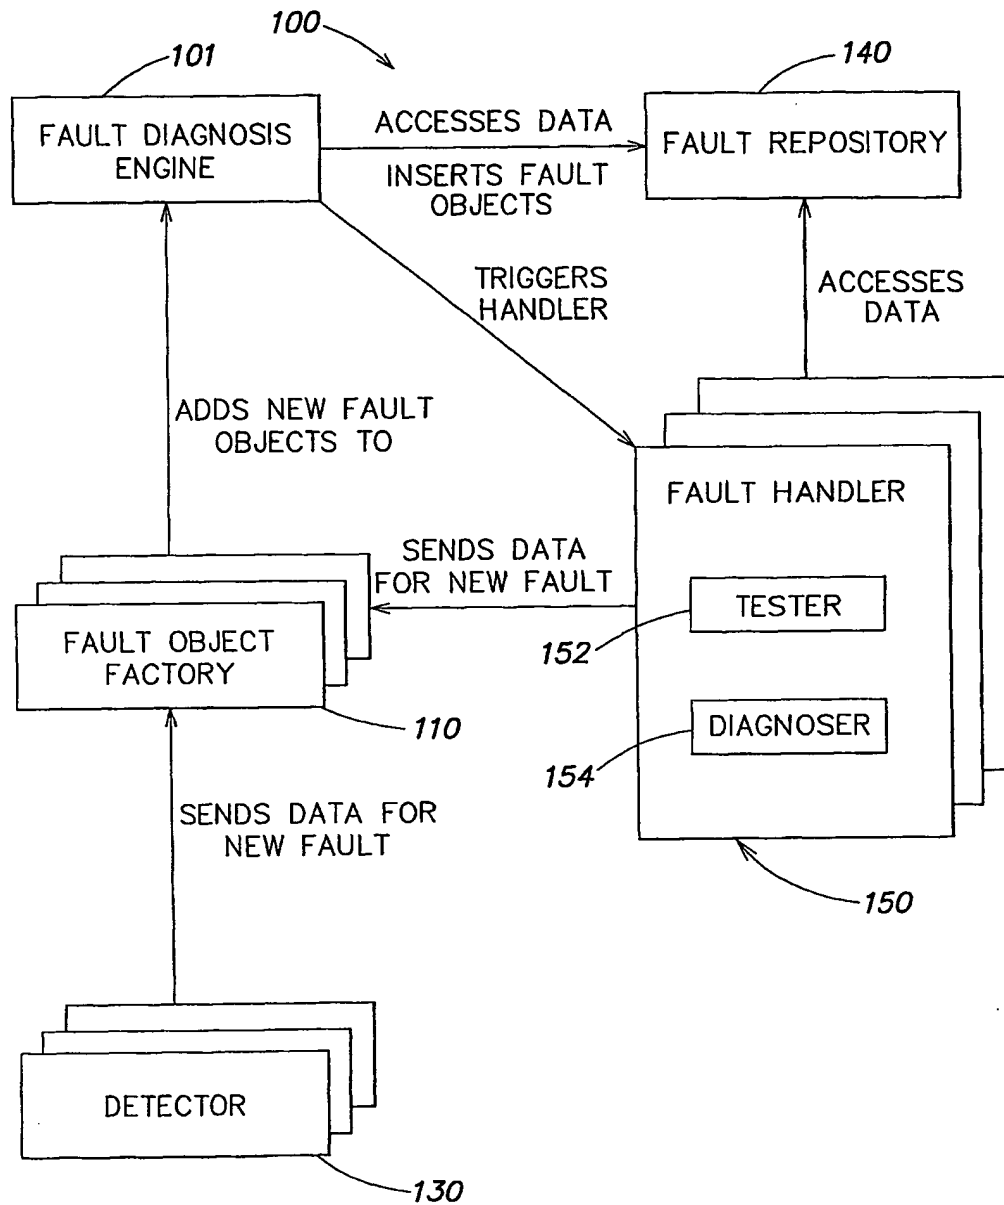 100
101
140
FAULT DIAGNOSIS
ENGINE
ACCESSES DATA
INSERTS FAULT
OBJECTS
FAULT REPOSITORY
TRIGGERS
HANDLER
ACCESSES
DATA
ADDS NEW FAULT
OBJECTS TO
FAULT HANDLER
SENDS DATA
FOR NEW FAULT
TESTER
152
FAULT OBJECT
FACTORY
110
DIAGNOSER
154
SENDS DATA FOR
NEW FAULT
150
DETECTOR
130